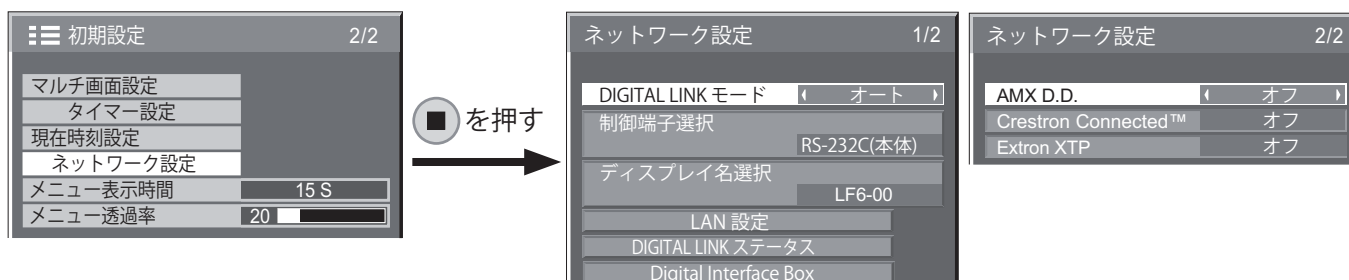 初期設定 2/2
マルチ画面設定
タイマー設定
現在時刻設定
ネットワーク設定
メニュー表示時間 15 S
メニュー透過率 20
を押す
ネットワーク設定 1/2
DIGITAL LINK モード オート
制御端子選択
RS-232C(本体)
ディスプレイ名選択
LF6-00
LAN 設定
DIGITAL LINK ステータス
Digital Interface Box
ネットワーク設定 2/2
AMX D.D. オフ
Crestron Connected™ オフ
Extron XTP オフ